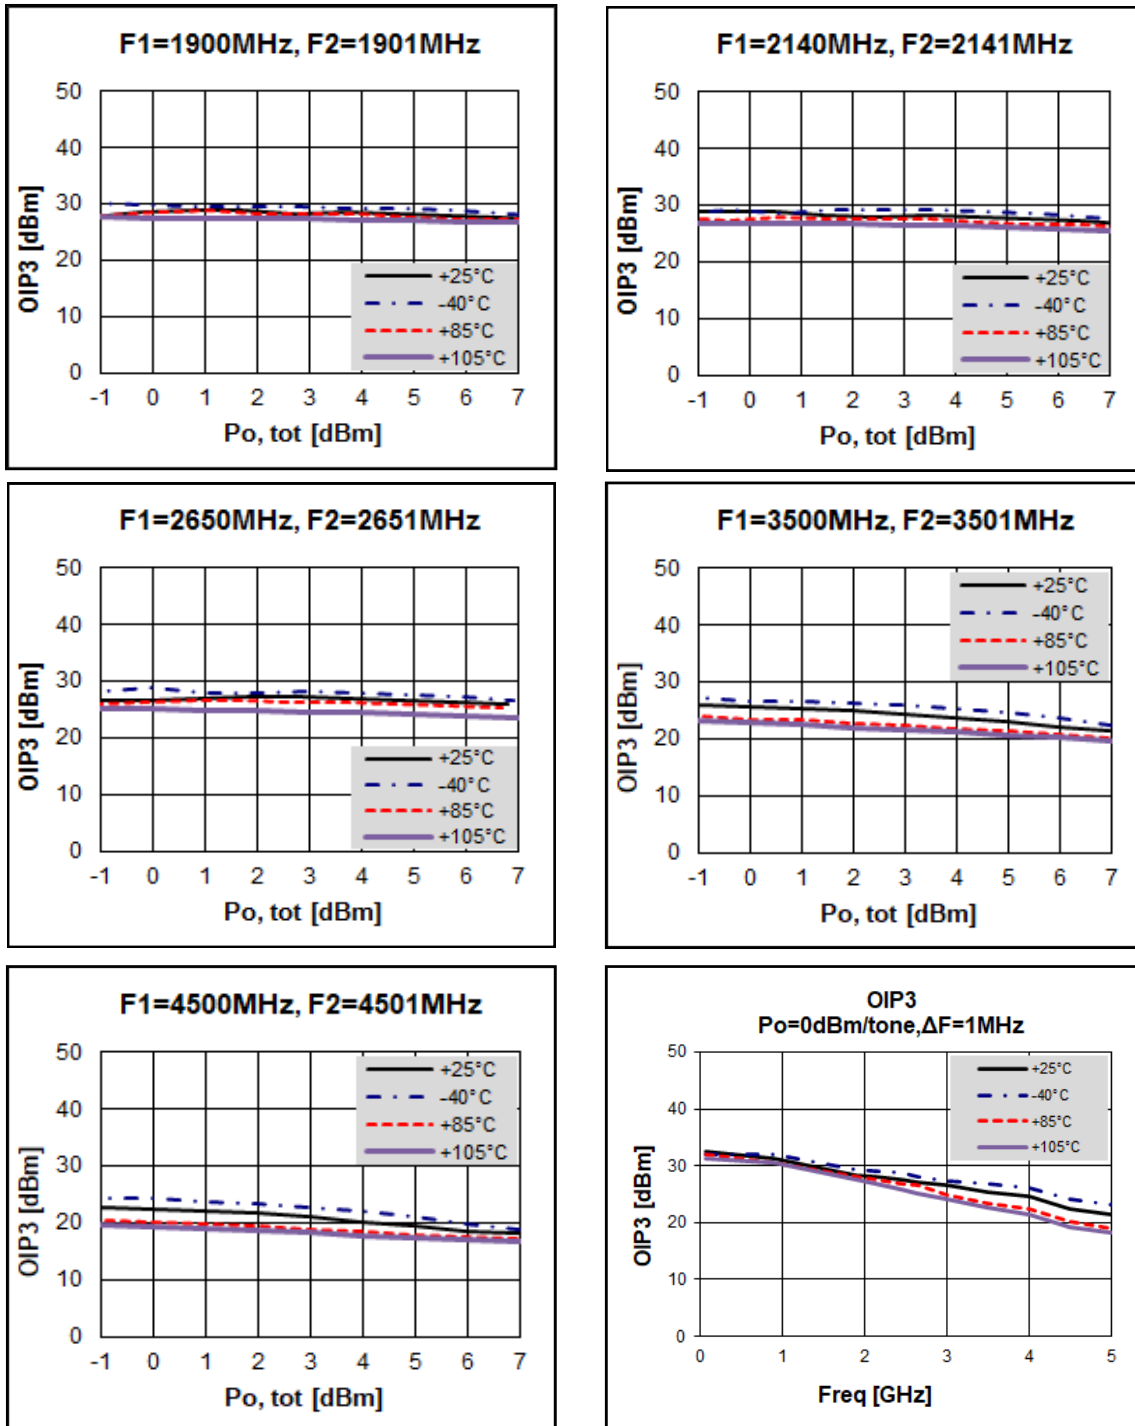 F1=1900MHz, F2=1901MHz
50
40
30
20
10
0
OIP3 [dBm]
+25°C
-40°C
+85°C
+105°C
-1 0 1 2 3 4 5 6 7
Po, tot [dBm]
F1=2140MHz, F2=2141MHz
50
40
30
20
10
0
OIP3 [dBm]
+25°C
-40°C
+85°C
+105°C
-1 0 1 2 3 4 5 6 7
Po, tot [dBm]
F1=2650MHz, F2=2651MHz
50
40
30
20
10
0
OIP3 [dBm]
+25°C
-40°C
+85°C
+105°C
-1 0 1 2 3 4 5 6 7
Po, tot [dBm]
F1=3500MHz, F2=3501MHz
50
40
30
20
10
0
OIP3 [dBm]
+25°C
-40°C
+85°C
+105°C
-1 0 1 2 3 4 5 6 7
Po, tot [dBm]
F1=4500MHz, F2=4501MHz
50
40
30
20
10
0
OIP3 [dBm]
+25°C
-40°C
+85°C
+105°C
-1 0 1 2 3 4 5 6 7
Po, tot [dBm]
OIP3
Po=0dBm/tone,ΔF=1MHz
50
40
30
20
10
0
OIP3 [dBm]
+25°C
-40°C
+85°C
+105°C
0 1 2 3 4 5
Freq [GHz]